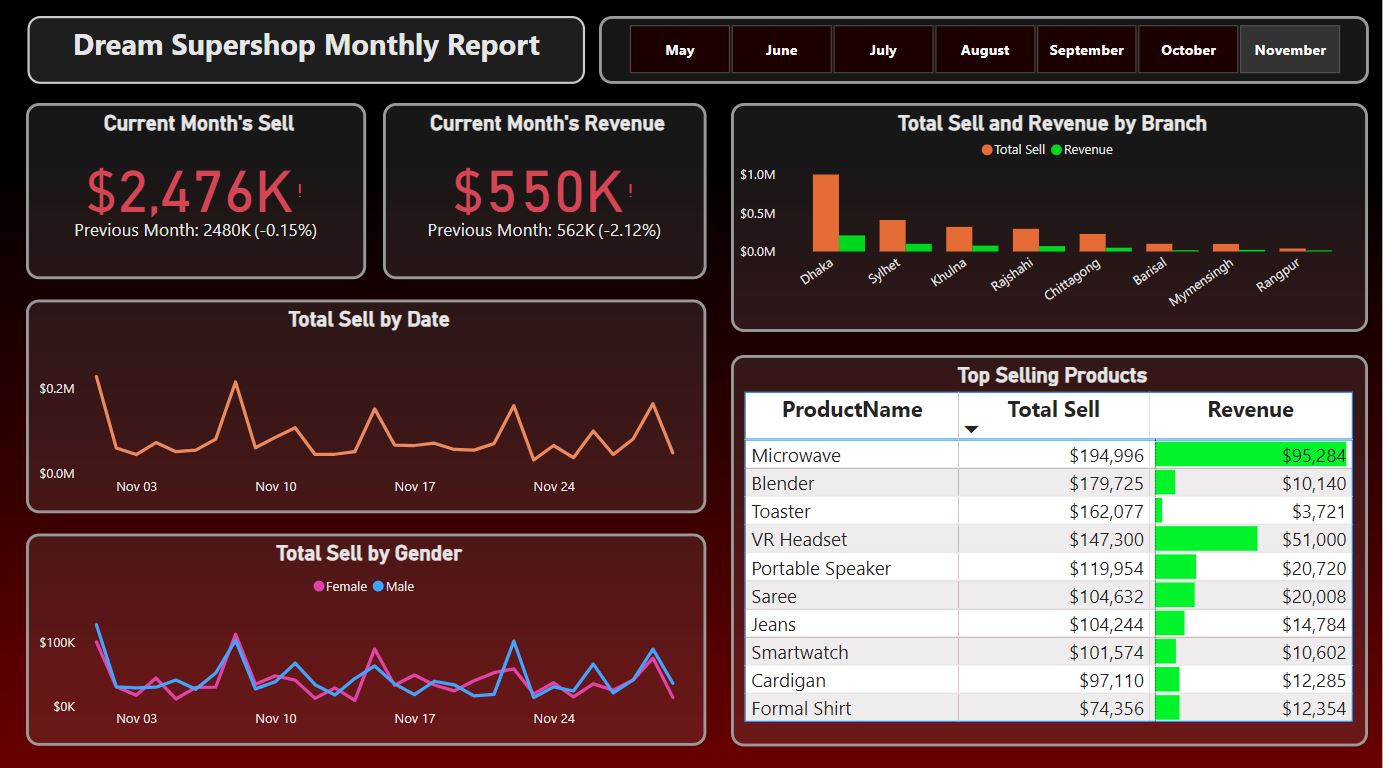 Dream Supershop Monthly Report
May June July August September October November
Current Month's Sell
$2,476K!
Previous Month: 2480K (-0.15%)
Current Month's Revenue
$550K!
Previous Month: 562K (-2.12%)
Total Sell and Revenue by Branch
Total Sell Revenue
$1.0M
$0.5M
$0.0M
Dhaka
Sylhet
Khulna
Rajshahi
Chittagong
Barisal
Mymensingh
Rangpur
Total Sell by Date
$0.2M
$0.0M
Nov 03 Nov 10 Nov 17 Nov 24
Total Sell by Gender
Female Male
$100K
$0K
Nov 03 Nov 10 Nov 17 Nov 24
Top Selling Products
ProductName Total Sell Revenue
Microwave $194,996 $95,284
Blender $179,725 $10,140
Toaster $162,077 $3,721
VR Headset $147,300 $51,000
Portable Speaker $119,954 $20,720
Saree $104,632 $20,008
Jeans $104,244 $14,784
Smartwatch $101,574 $10,602
Cardigan $97,110 $12,285
Formal Shirt $74,356 $12,354